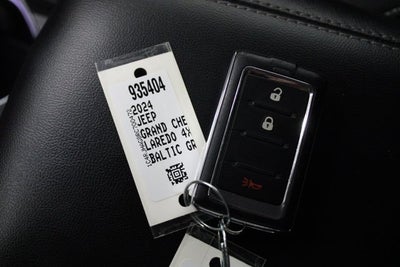 935404
2024
JEEP
GRAND CHE
LAREDO 4X
BALTIC GR